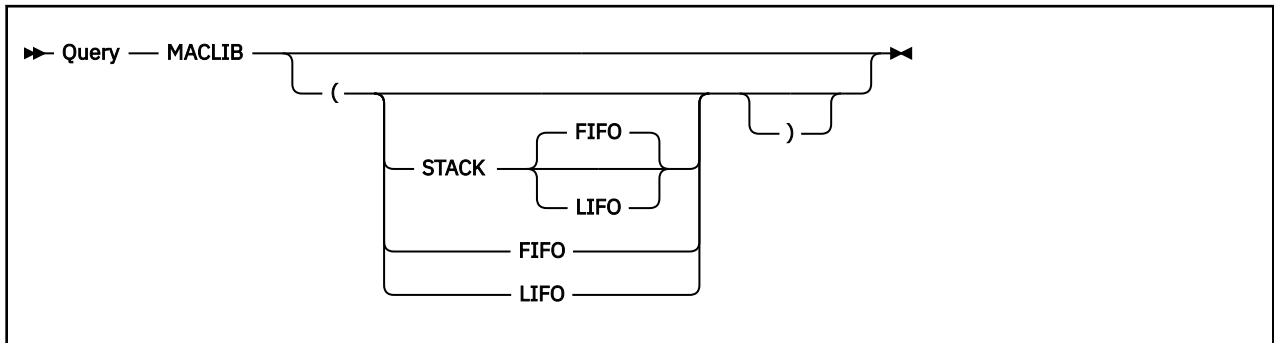 Query MACLIB
(
FIFO
)
STACK
LIFO
FIFO
LIFO